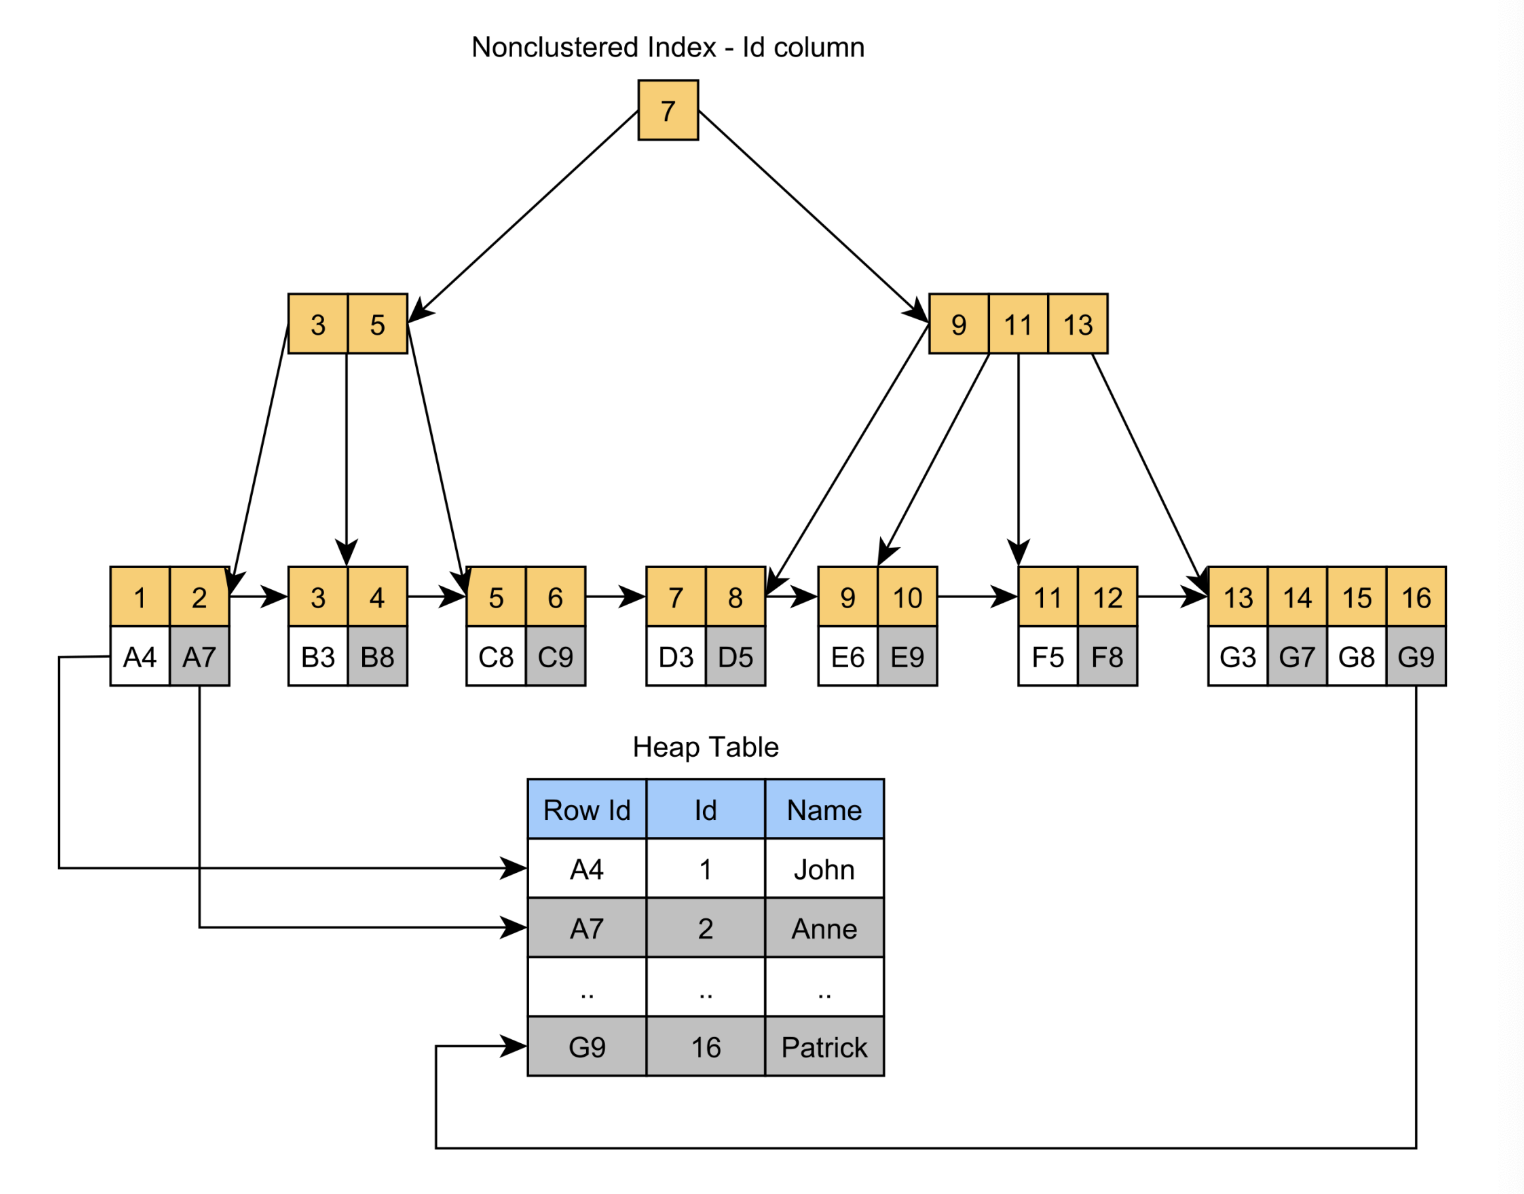 Nonclustered Index - Id column
7
3 5 9 11 13
1 2 3 4 5 6 7 8 9 10 11 12 13 14 15 16
A4 A7 B3 B8 C8 C9 D3 D5 E6 E9 F5 F8 G3 G7 G8 G9
Heap Table
Row Id Id Name
A4 1 John
A7 2 Anne
.. .. ..
G9 16 Patrick